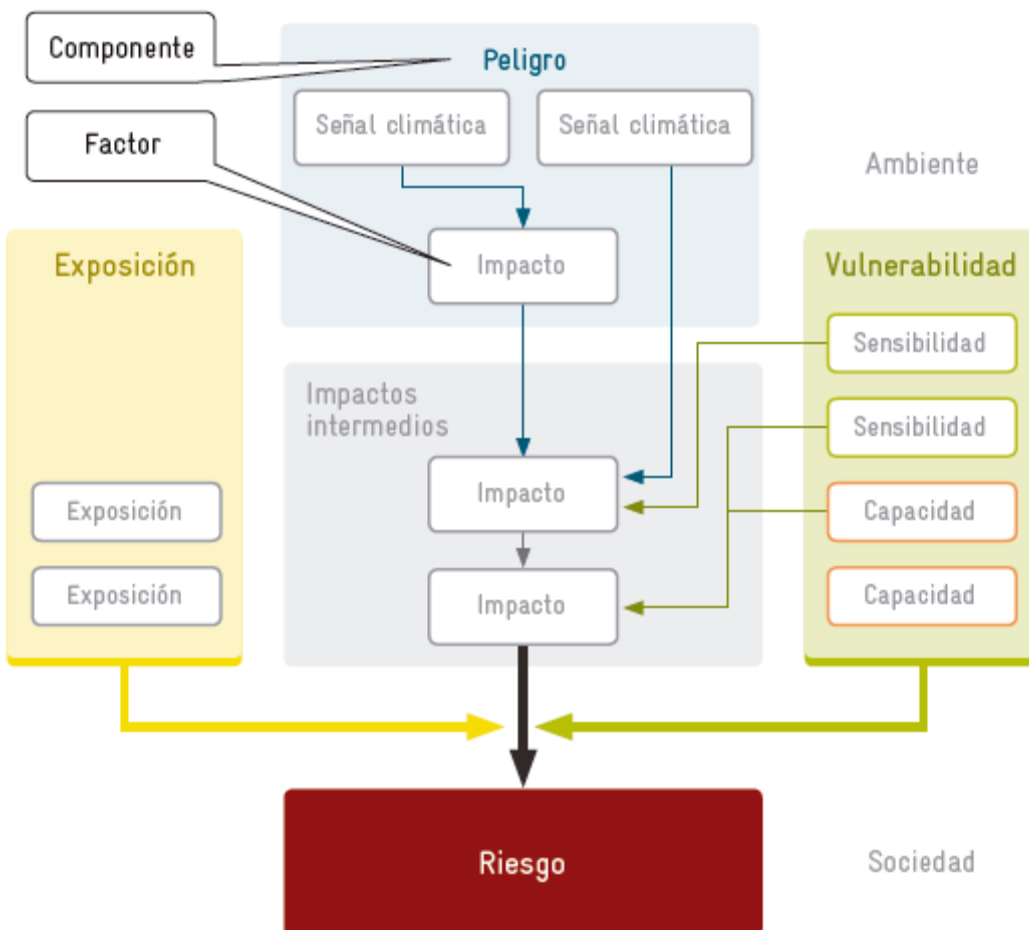 Componente
Peligro
Señal climática
Señal climática
Factor
Ambiente
Impacto
Exposición
Vulnerabilidad
Sensibilidad
Impactos
intermedios
Sensibilidad
Impacto
Exposición
Capacidad
Exposición
Impacto
Capacidad
Riesgo
Sociedad